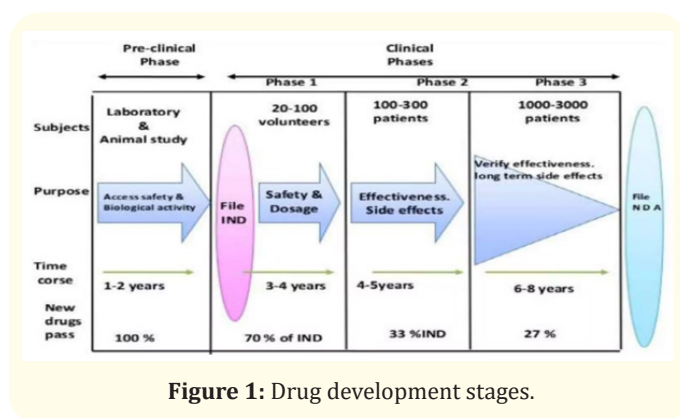 Pre-clinical
Phase
Clinical
Phases
Phase 1
Phase 2
Phase 3
Subjects
Laboratory
&
Animal study
20-100
volunteers
100-300
patients
1000-3000
patients
Purpose
Access safety &
Biological activity
File
IND
Safety &
Dosage
Effectiveness.
Side effects
Verify effectiveness.
long term side effects
File
N D A
Time
corse
1-2 years
3-4 years
4-5years
6-8 years
New
drugs
pass
100 %
70 % of IND
33 %IND
27 %
Figure 1: Drug development stages.